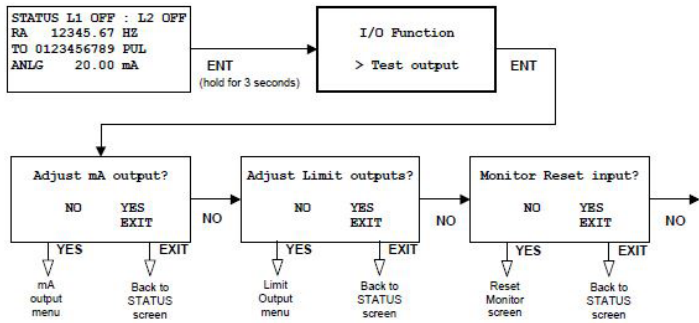 STATUS L1 OFF : L2 OFF
RA 12345.67 HZ
TO 0123456789 PUL
ANLG 20.00 mA
ENT
(hold for 3 seconds)
I/O Function
> Test output
ENT
Adjust mA output?
NO YES
EXIT
NO
Adjust Limit outputs?
NO YES
EXIT
NO
Monitor Reset input?
NO YES
EXIT
NO
YES
EXIT
YES
EXIT
YES
EXIT
mA
output
menu
Back to
STATUS
screen
Limit
Output
menu
Back to
STATUS
screen
Reset
Monitor
screen
Back to
STATUS
screen